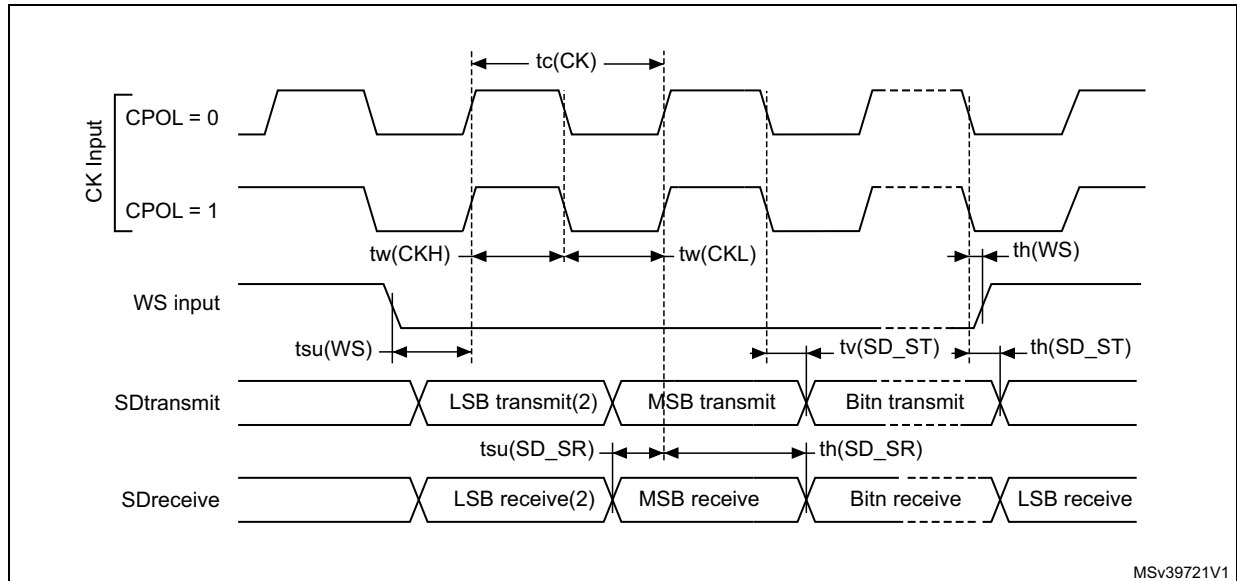 tc(CK)
CK Input
CPOL = 0
CPOL = 1
tw(CKH)
tw(CKL)
th(WS)
WS input
tsu(WS)
tv(SD_ST)
th(SD_ST)
SDtransmit
LSB transmit(2)
MSB transmit
Bitn transmit
tsu(SD_SR)
th(SD_SR)
SDreceive
LSB receive(2)
MSB receive
Bitn receive
LSB receive
MSv39721V1